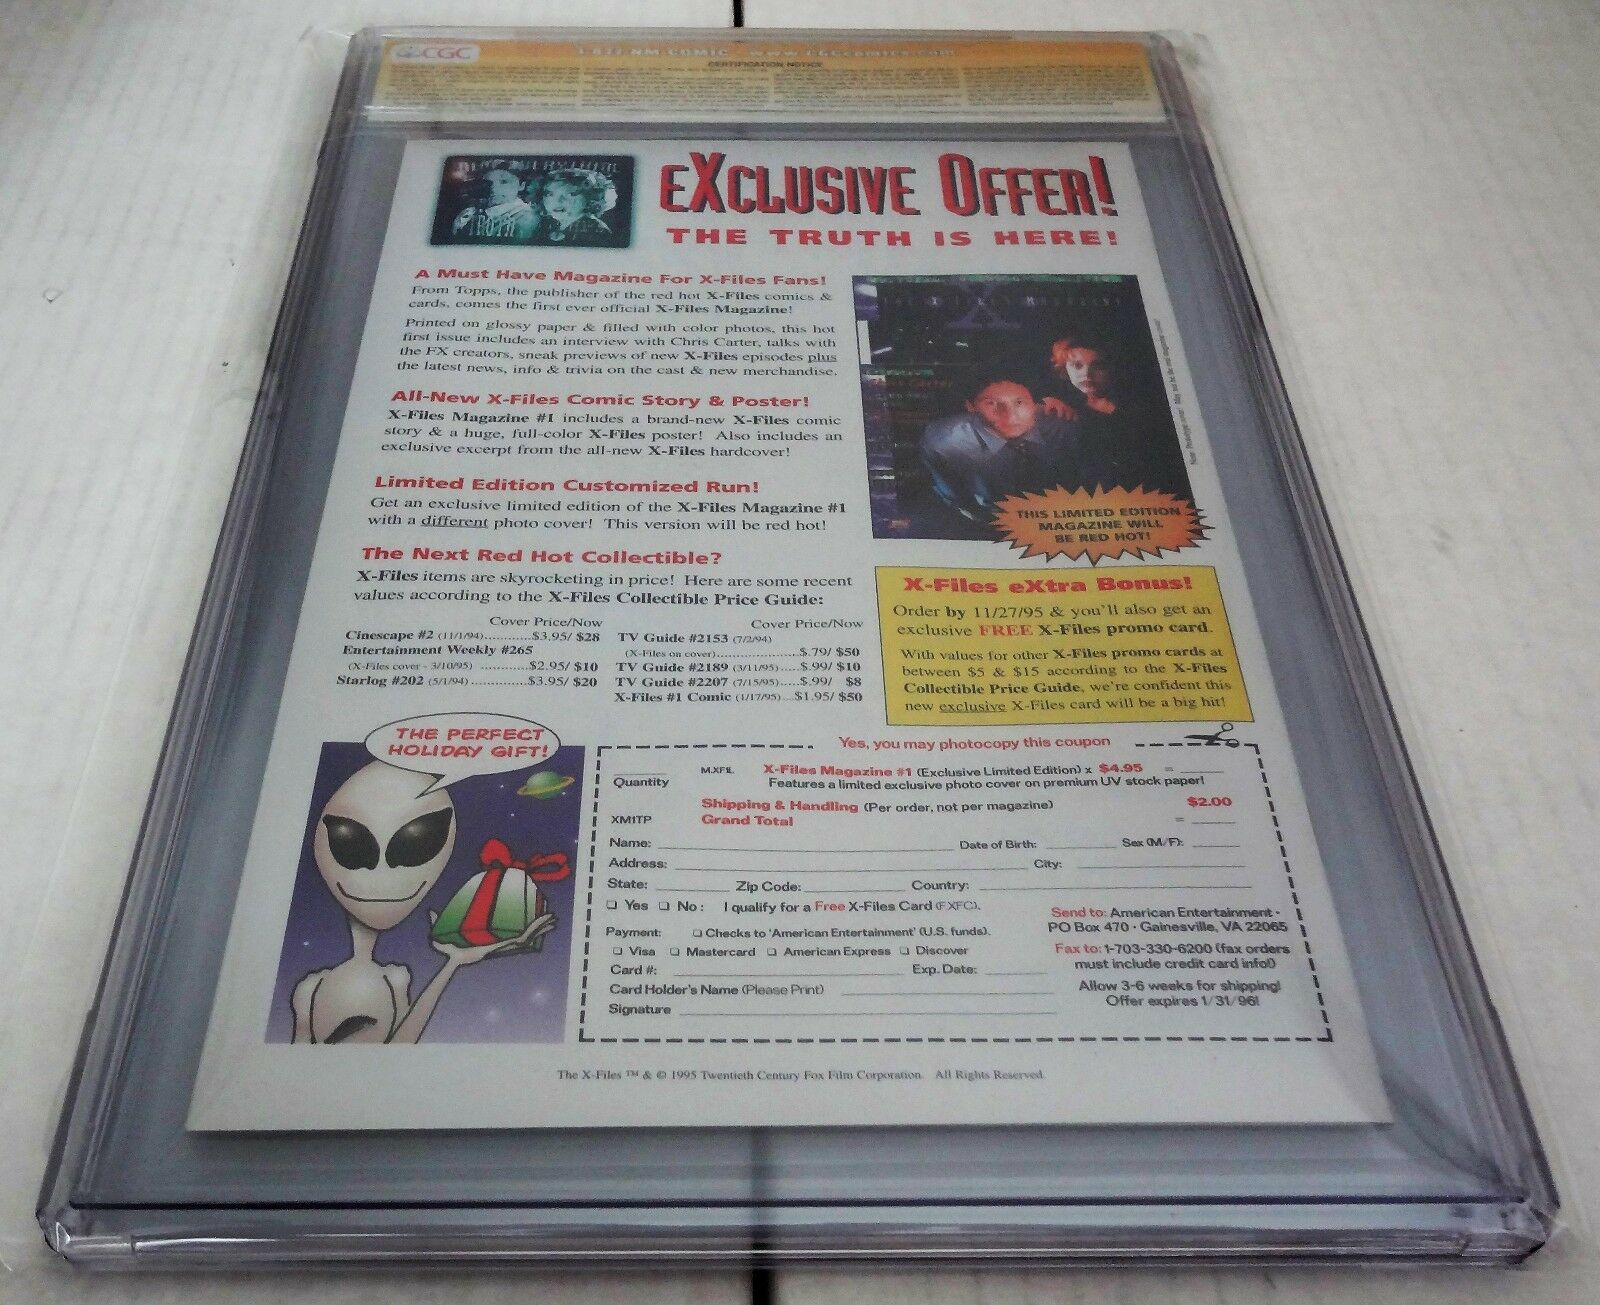 CGC
1-877-NM-COMIC www.CGCcomics.com
CERTIFICATION NOTICE
TRUTH
eXclusive Offer!
THE TRUTH IS HERE!
A Must Have Magazine For X-Files Fans!
From Topps, the publisher of the red hot X-Files comics &
cards, comes the first ever official X-Files Magazine!
Printed on glossy paper & filled with color photos, this hot
first issue includes an interview with Chris Carter, talks with
the FX creators, sneak previews of new X-Files episodes plus
the latest news, info & trivia on the cast & new merchandise.
All-New X-Files Comic Story & Poster!
X-Files Magazine #1 includes a brand-new X-Files comic
story & a huge, full-color X-Files poster! Also includes an
exclusive excerpt from the all-new X-Files hardcover!
Limited Edition Customized Run!
Get an exclusive limited edition of the X-Files Magazine #1
with a different photo cover! This version will be red hot!
The Next Red Hot Collectible?
X-Files items are skyrocketing in price! Here are some recent
values according to the X-Files Collectible Price Guide:
Cover Price/Now
Cinescape #2 (11/1/94)............$3.95/ $28
Entertainment Weekly #265
(X-Files cover - 3/10/95) ............$2.95/ $10
Starlog #202 (5/1/94) ..............$3.95/ $20
Cover Price/Now
TV Guide #2153 (7/2/94)
(X-Files on cover)....................$.79/ $50
TV Guide #2189 (3/11/95).....$.99/ $10
TV Guide #2207 (7/15/95).....$.99/ $8
X-Files #1 Comic (1/17/95)...$1.95/ $50
THIS LIMITED EDITION
MAGAZINE WILL
BE RED HOT!
X-Files eXtra Bonus!
Order by 11/27/95 & you'll also get an
exclusive FREE X-Files promo card.
With values for other X-Files promo cards at
between $5 & $15 according to the X-Files
Collectible Price Guide, we're confident this
new exclusive X-Files card will be a big hit!
THE PERFECT
HOLIDAY GIFT!
Yes, you may photocopy this coupon
Quantity
MXF1L X-Files Magazine #1 (Exclusive Limited Edition) x $4.95 =
Features a limited exclusive photo cover on premium UV stock paper!
Shipping & Handling (Per order, not per magazine) $2.00
XM1TP Grand Total =
Name: Date of Birth: Sex (M/F):
Address: City:
State: Zip Code: Country:
❏ Yes ❏ No: I qualify for a Free X-Files Card (FXFC).
Payment: ❏ Checks to 'American Entertainment' (U.S. funds).
❏ Visa ❏ Mastercard ❏ American Express ❏ Discover
Card #: Exp. Date:
Card Holder's Name (Please Print)
Signature
Send to: American Entertainment •
PO Box 470 • Gainesville, VA 22065
Fax to: 1-703-330-6200 (fax orders
must include credit card info!)
Allow 3-6 weeks for shipping!
Offer expires 1/31/96!
The X-Files ™ & © 1995 Twentieth Century Fox Film Corporation. All Rights Reserved.